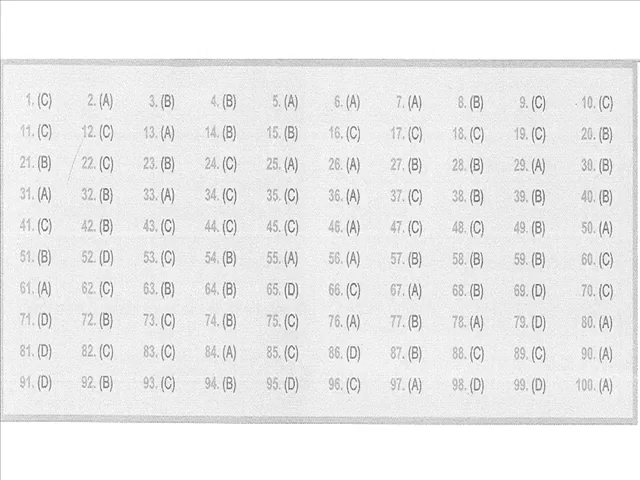 1. (C) 2. (A) 3. (B) 4. (B) 5. (A) 6. (A) 7. (A) 8. (B) 9. (C) 10. (C)
11. (C) 12. (C) 13. (A) 14. (B) 15. (B) 16. (C) 17. (C) 18. (C) 19. (C) 20. (B)
21. (B) 22. (C) 23. (B) 24. (C) 25. (A) 26. (A) 27. (B) 28. (B) 29. (A) 30. (B)
31. (A) 32. (B) 33. (A) 34. (C) 35. (C) 36. (A) 37. (C) 38. (B) 39. (B) 40. (B)
41. (C) 42. (B) 43. (C) 44. (C) 45. (C) 46. (A) 47. (C) 48. (C) 49. (B) 50. (A)
51. (B) 52. (D) 53. (C) 54. (B) 55. (A) 56. (A) 57. (B) 58. (B) 59. (B) 60. (C)
61. (A) 62. (C) 63. (B) 64. (B) 65. (D) 66. (C) 67. (A) 68. (B) 69. (D) 70. (C)
71. (D) 72. (B) 73. (C) 74. (B) 75. (C) 76. (A) 77. (B) 78. (A) 79. (D) 80. (A)
81. (D) 82. (C) 83. (C) 84. (A) 85. (C) 86. (D) 87. (B) 88. (C) 89. (C) 90. (A)
91. (D) 92. (B) 93. (C) 94. (B) 95. (D) 96. (C) 97. (A) 98. (D) 99. (D) 100. (A)